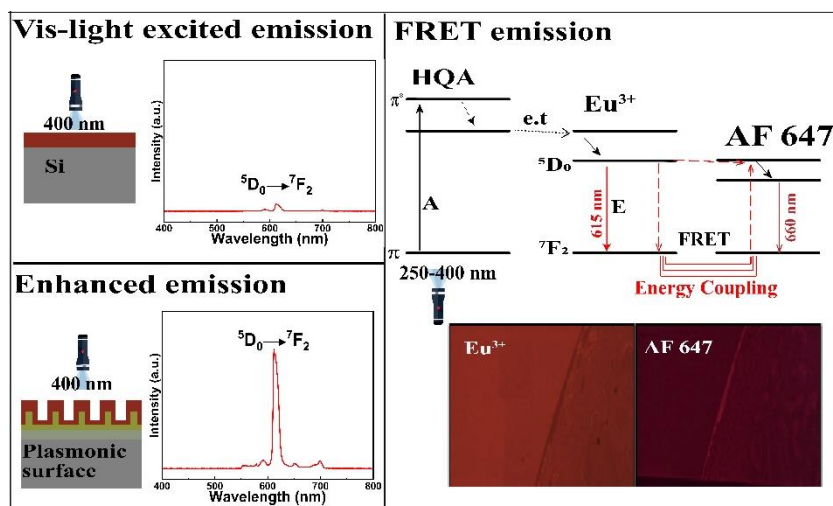 Vis-light excited emission
400 nm
Si
Intensity (a.u.)
⁵D₀→⁷F₂
400 500 600 700 800
Wavelength (nm)
Enhanced emission
400 nm
Plasmonic
surface
Intensity (a.u.)
⁵D₀→⁷F₂
400 500 600 700 800
Wavelength (nm)
FRET emission
HQA
π*
Eu³⁺
e.t
AF 647
⁵D₀
A
615 nm
E
660 nm
⁷F₂
FRET
π
250-400 nm
Energy Coupling
Eu³⁺
AF 647